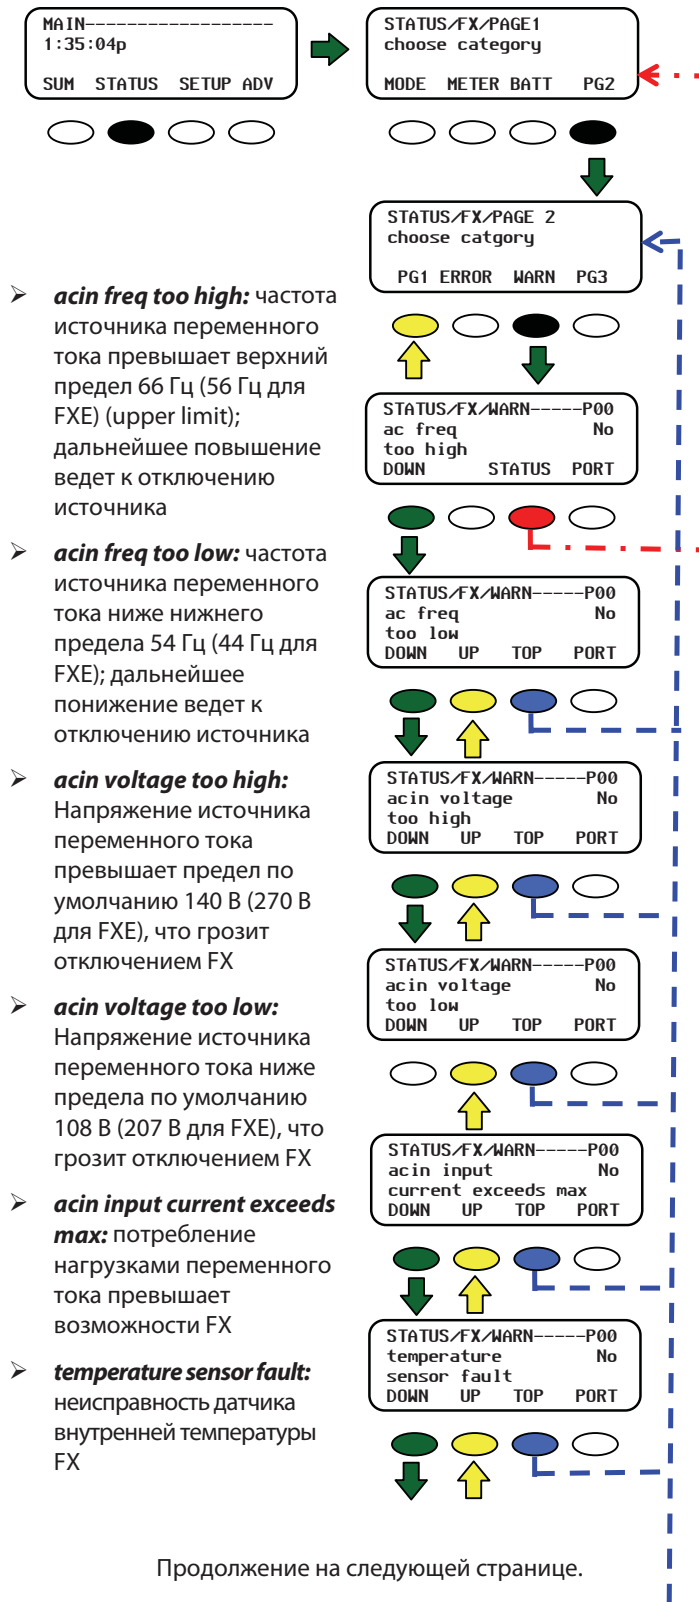 MAIN-------------------
1:35:04p
SUM STATUS SETUP ADV
STATUS/FX/PAGE1
choose category
MODE METER BATT PG2
STATUS/FX/PAGE 2
choose catgory
PG1 ERROR WARN PG3
➢ acin freq too high: частота
источника переменного
тока превышает верхний
предел 66 Гц (56 Гц для
FXE) (upper limit);
дальнейшее повышение
ведет к отключению
источника
➢ acin freq too low: частота
источника переменного
тока ниже нижнего
предела 54 Гц (44 Гц для
FXE); дальнейшее
понижение ведет к
отключению источника
➢ acin voltage too high:
Напряжение источника
переменного тока
превышает предел по
умолчанию 140 В (270 В
для FXE), что грозит
отключением FX
➢ acin voltage too low:
Напряжение источника
переменного тока ниже
предела по умолчанию
108 В (207 В для FXE), что
грозит отключением FX
➢ acin input current exceeds
max: потребление
нагрузками переменного
тока превышает
возможности FX
➢ temperature sensor fault:
неисправность датчика
внутренней температуры
FX
STATUS/FX/WARN-----P00
ac freq No
too high
DOWN STATUS PORT
STATUS/FX/WARN-----P00
ac freq No
too low
DOWN UP TOP PORT
STATUS/FX/WARN-----P00
acin voltage No
too high
DOWN UP TOP PORT
STATUS/FX/WARN-----P00
acin voltage No
too low
DOWN UP TOP PORT
STATUS/FX/WARN-----P00
acin input No
current exceeds max
DOWN UP TOP PORT
STATUS/FX/WARN-----P00
temperature No
sensor fault
DOWN UP TOP PORT
Продолжение на следующей странице.